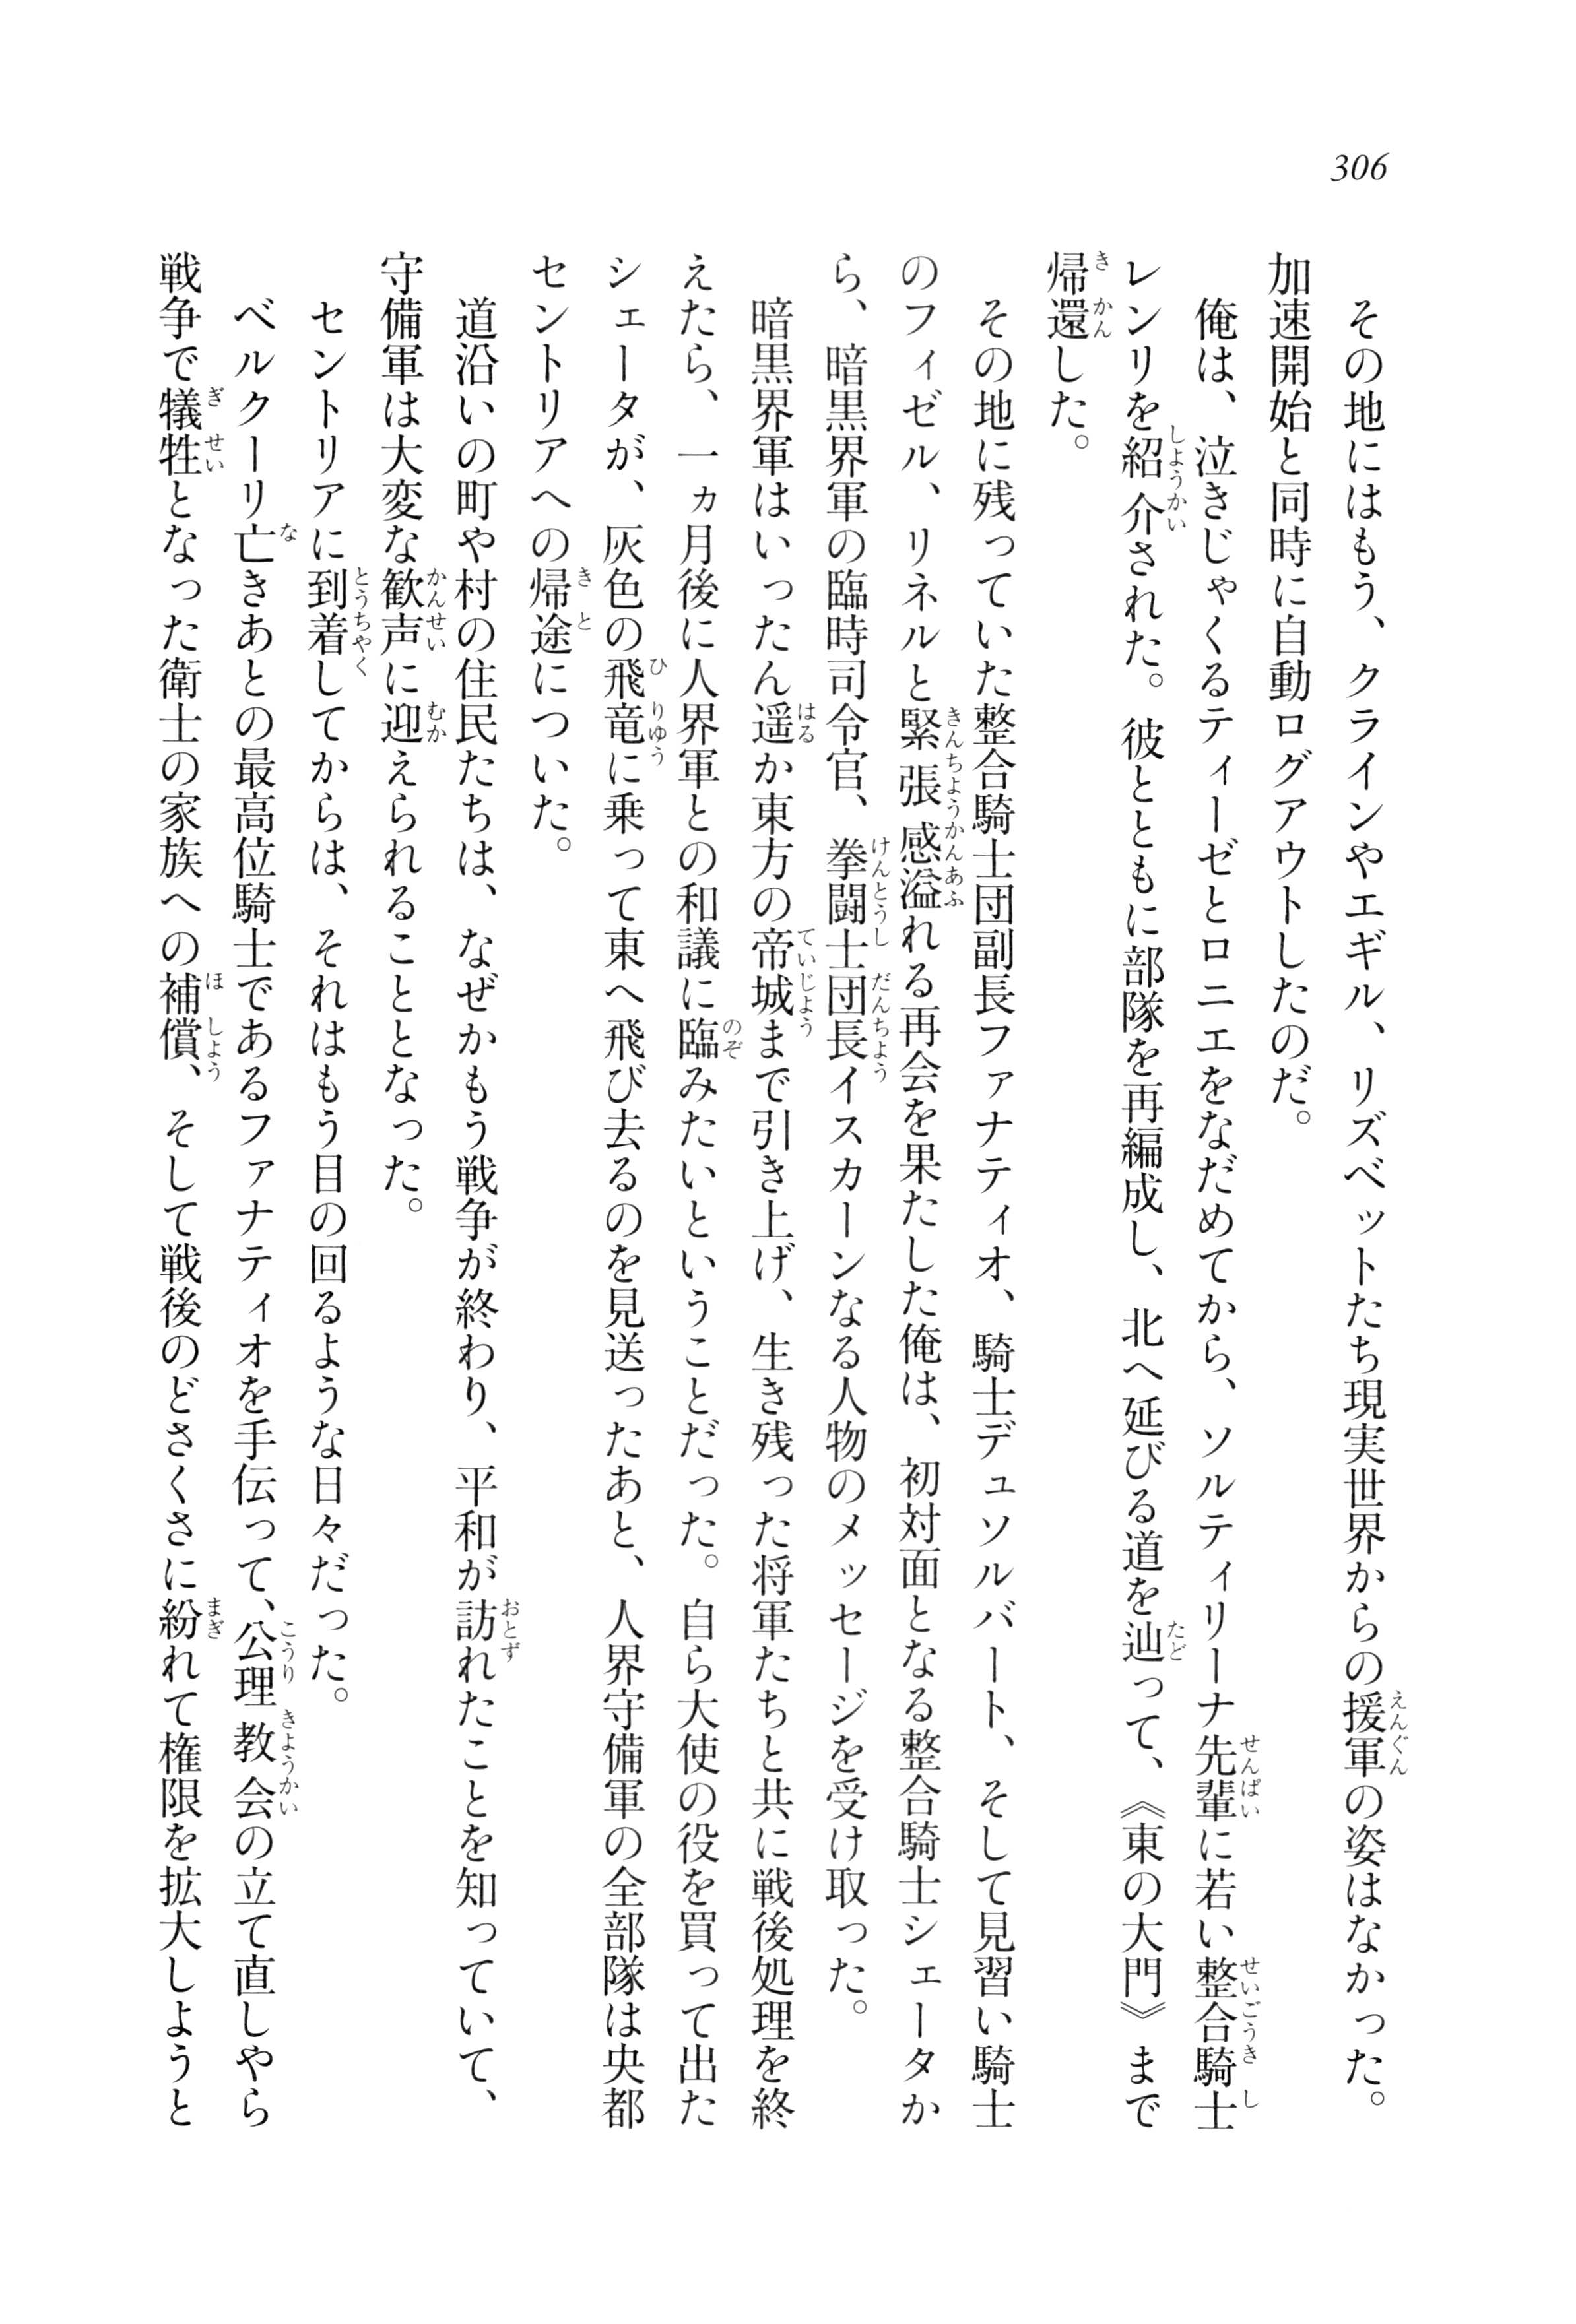 306
その地にはもう、クラインやエギル、リズベットたち現実世界からの援軍の姿はなかった。
加速開始と同時に自動ログアウトしたのだ。
俺は、泣きじゃくるティーゼとロニエをなだめてから、ソルティリーナ先輩に若い整合騎士
レンリを紹介された。彼とともに部隊を再編成し、北へ延びる道を辿って、《東の大門》まで
帰還した。
その地に残っていた整合騎士団副長ファナティオ、騎士デュソルバート、そして見習い騎士
のフィゼル、リネルと緊張感溢れる再会を果たした俺は、初対面となる整合騎士シェータか
ら、暗黒界軍の臨時司令官、拳闘士団長イスカーンなる人物のメッセージを受け取った。
暗黒界軍はいったん遥か東方の帝城まで引き上げ、生き残った将軍たちと共に戦後処理を終
えたら、一ヵ月後に人界軍との和議に臨みたいということだった。自ら大使の役を買って出た
シェータが、灰色の飛竜に乗って東へ飛び去るのを見送ったあと、人界守備軍の全部隊は央都
セントリアへの帰途についた。
道沿いの町や村の住民たちは、なぜかもう戦争が終わり、平和が訪れたことを知っていて、
守備軍は大変な歓声に迎えられることとなった。
セントリアに到着してからは、それはもう目の回るような日々だった。
ベルクーリ亡きあとの最高位騎士であるファナティオを手伝って、公理教会の立て直しやら
戦争で犠牲となった衛士の家族への補償、そして戦後のどさくさに紛れて権限を拡大しようと